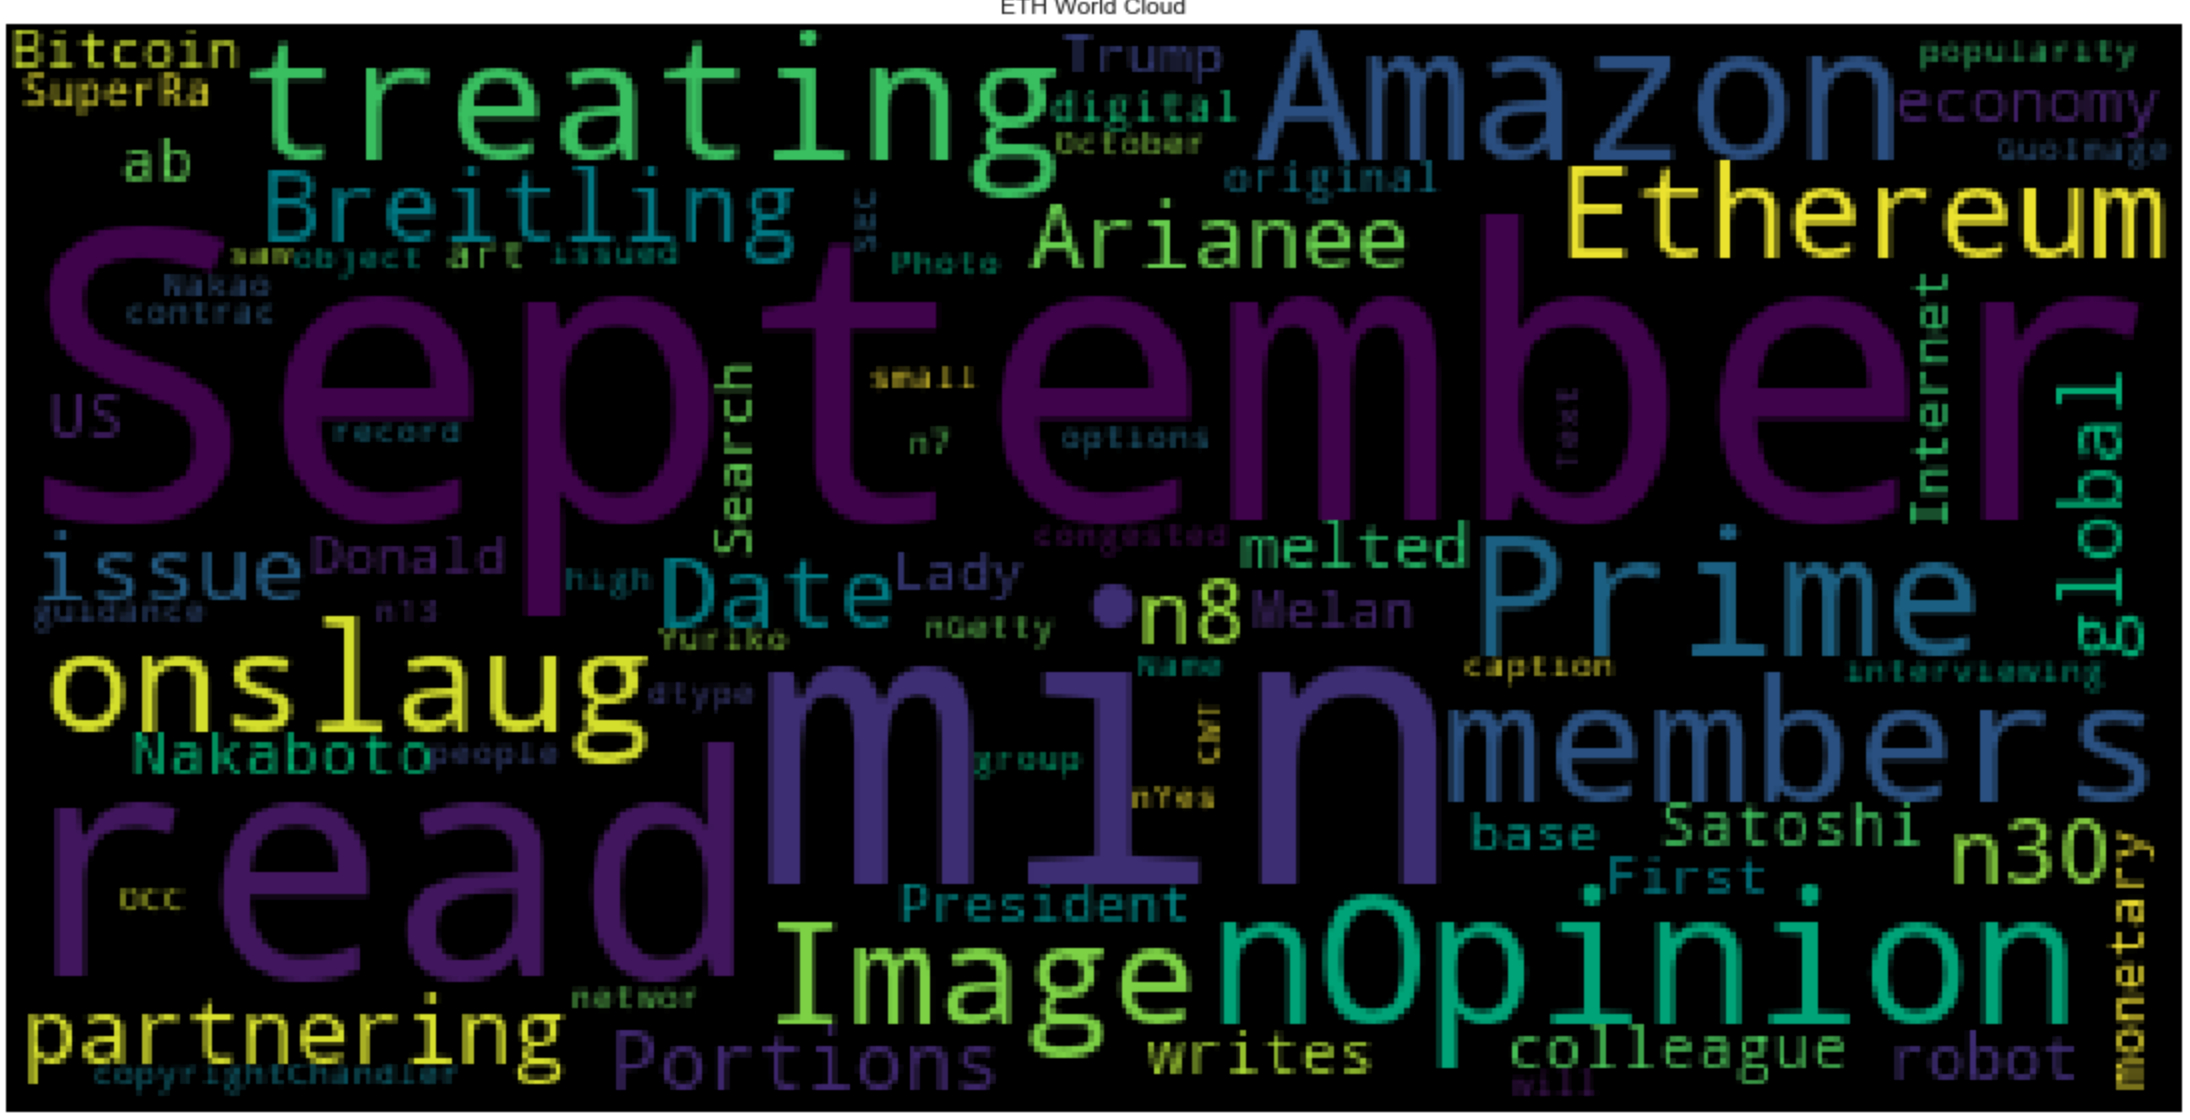 ETH World Cloud
Bitcoin
treating
Trump
Amazon
popularity
SuperRa
digital
economy
October
ab
original
GuoImage
Breitling
sec
Arianee
Ethereum
sum
object
art
issued
Photo
Nakao
contrac
September
Internet
US
record
Search
small
n7
options
Text
global
issue
Donald
high
Date
Lady
congested
melted
Prime
guidance
n13
Yuriko
nGetty
n8
Melan
onslaug
dtype
min
Name
caption
interviewing
Nakaboto
people
group
CMT
members
nYes
read
base
Satoshi
n30
occ
President
First
monetary
Image
nOpinion
networ
partnering
Portions
writes
colleague
robot
copyrightchandler
will